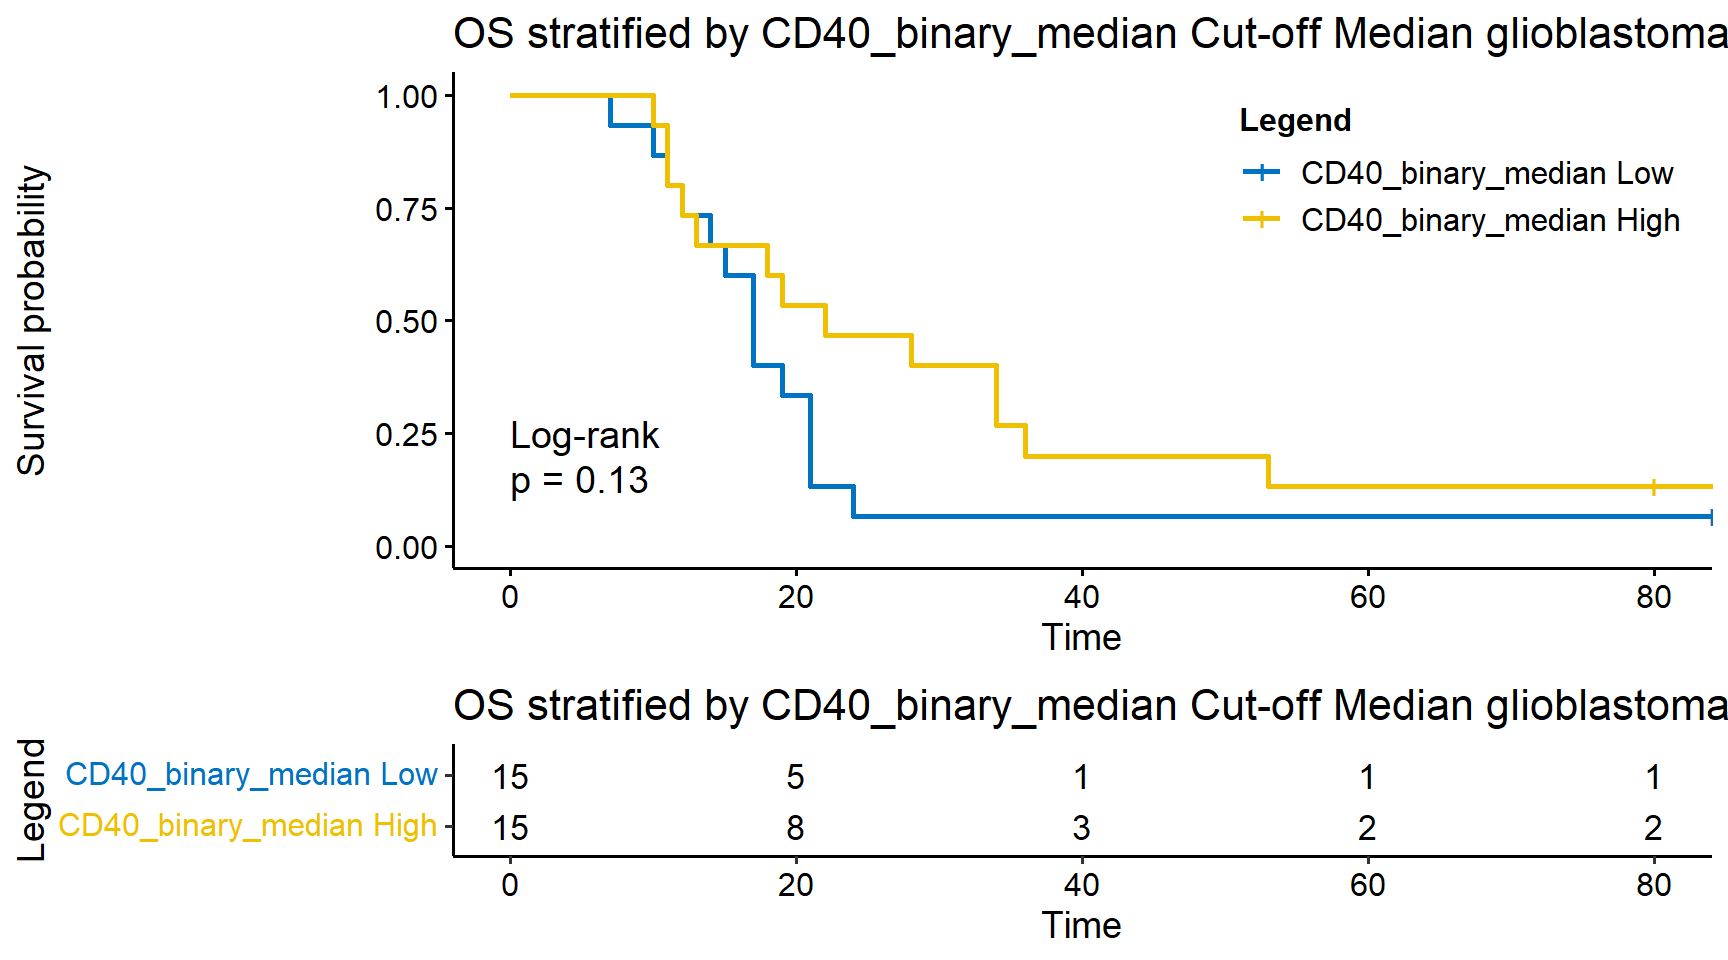 OS stratified by CD40_binary_median Cut-off Median glioblastoma
Survival probability
1.00
0.75
0.50
0.25
0.00
Legend
CD40_binary_median Low
CD40_binary_median High
Log-rank
p = 0.13
0 20 40 60 80
Time
OS stratified by CD40_binary_median Cut-off Median glioblastoma
Legend
CD40_binary_median Low 15 5 1 1 1
CD40_binary_median High 15 8 3 2 2
0 20 40 60 80
Time